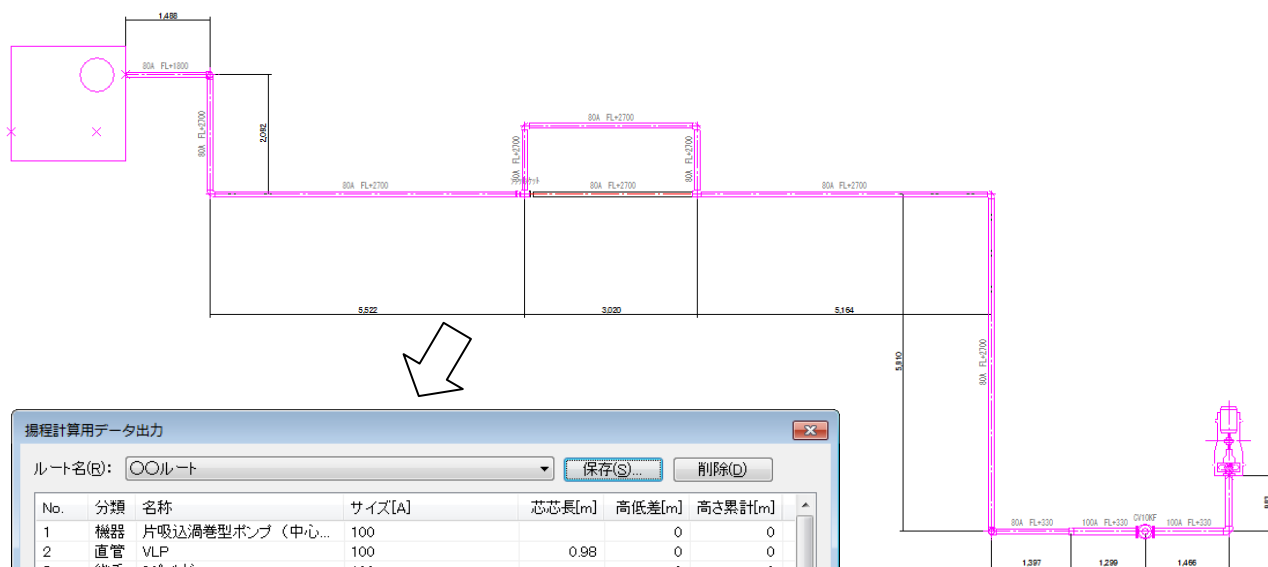 1,488
80A FL+1800
80A FL+2700
2,092
80A FL+2700
80A FL+2700
80A FL+2700
80A FL+2700
80A FL+2700
80A FL+2700
5,522
3,020
5,164
5,910
80A FL+2700
80A FL+330
100A FL+330
GV10KF
100A FL+330
1,397
1,299
1,466
揚程計算用データ出力
ルート名(R):
〇〇ルート
保存(S)...
削除(D)
No. 分類 名称 サイズ[A] 芯芯長[m] 高低差[m] 高さ累計[m]
1 機器 片吸込渦巻型ポンプ（中心... 100 0 0
2 直管 VLP 100 0.98 0 0